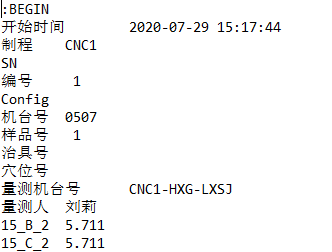 :BEGIN
开始时间 2020-07-29 15:17:44
制程 CNC1
SN
编号 1
Config
机台号 0507
样品号 1
治具号
穴位号
量测机台号 CNC1-HXG-LXSJ
量测人 刘莉
15_B_2 5.711
15_C_2 5.711